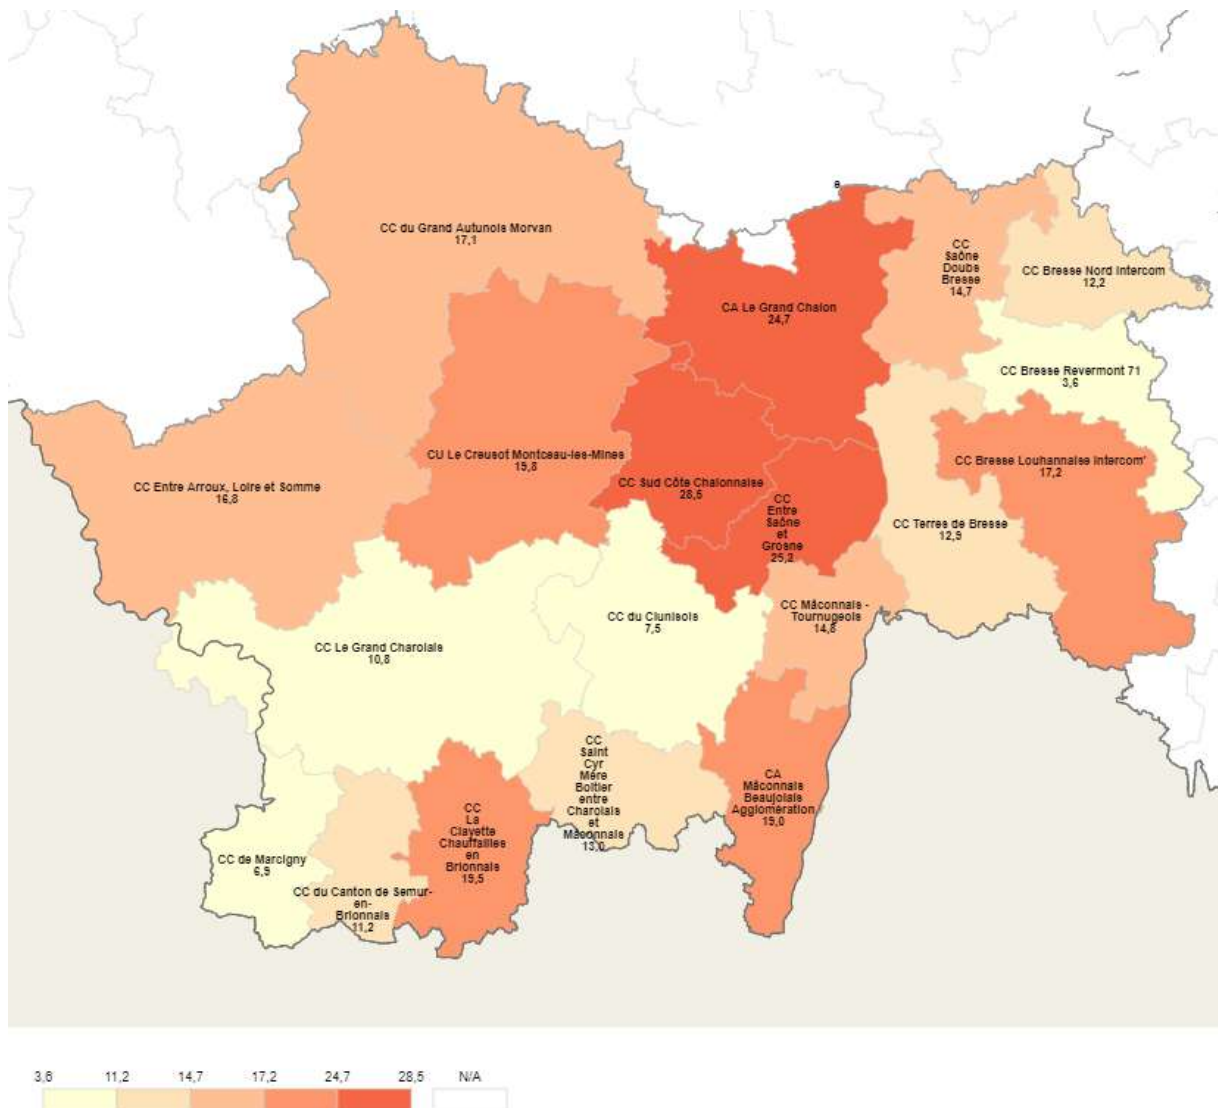 CC du Grand Autunois Morvan
17,1
CC
Saône
Doubs
Bresse
14,7
CC Bresse Nord Intercom
12,2
CA Le Grand Chalon
24,7
CC Bresse Revermont 71
3,6
CU Le Creusot Montceau-les-Mines
19,8
CC Bresse Louhannaise Intercom'
17,2
CC Entre Arroux, Loire et Somme
16,8
CC Sud Côte Chalonnaise
28,5
CC
Entre
Saône
et
Grosne
25,2
CC Terres de Bresse
12,9
CC du Clunisois
7,5
CC Mâconnais -
Tournugeois
14,8
CC Le Grand Charolais
10,8
CC
Saint
Cyr
Mère
Boitier
entre
Charolais
et
Mâconnais
13,0
CA
Mâconnais
Beaujolais
Agglomération
19,0
CC
La
Clayette
Chauffailles
en
Brionnais
19,5
CC de Marcigny
6,9
CC du Canton de Semur-
en-
Brionnais
11,2
3,6 11,2 14,7 17,2 24,7 28,5 N/A